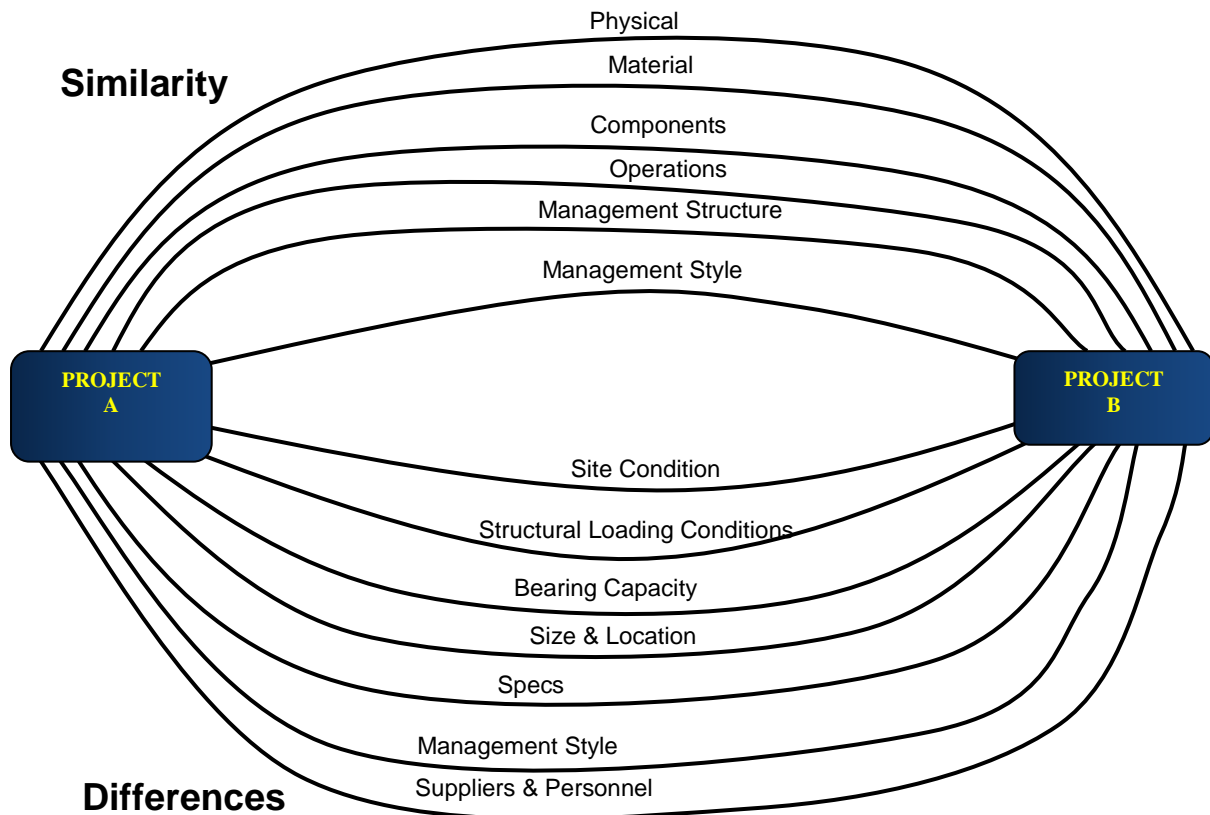 Physical
Similarity
Material
Components
Operations
Management Structure
Management Style
PROJECT
A
PROJECT
B
Site Condition
Structural Loading Conditions
Bearing Capacity
Size & Location
Specs
Management Style
Suppliers & Personnel
Differences